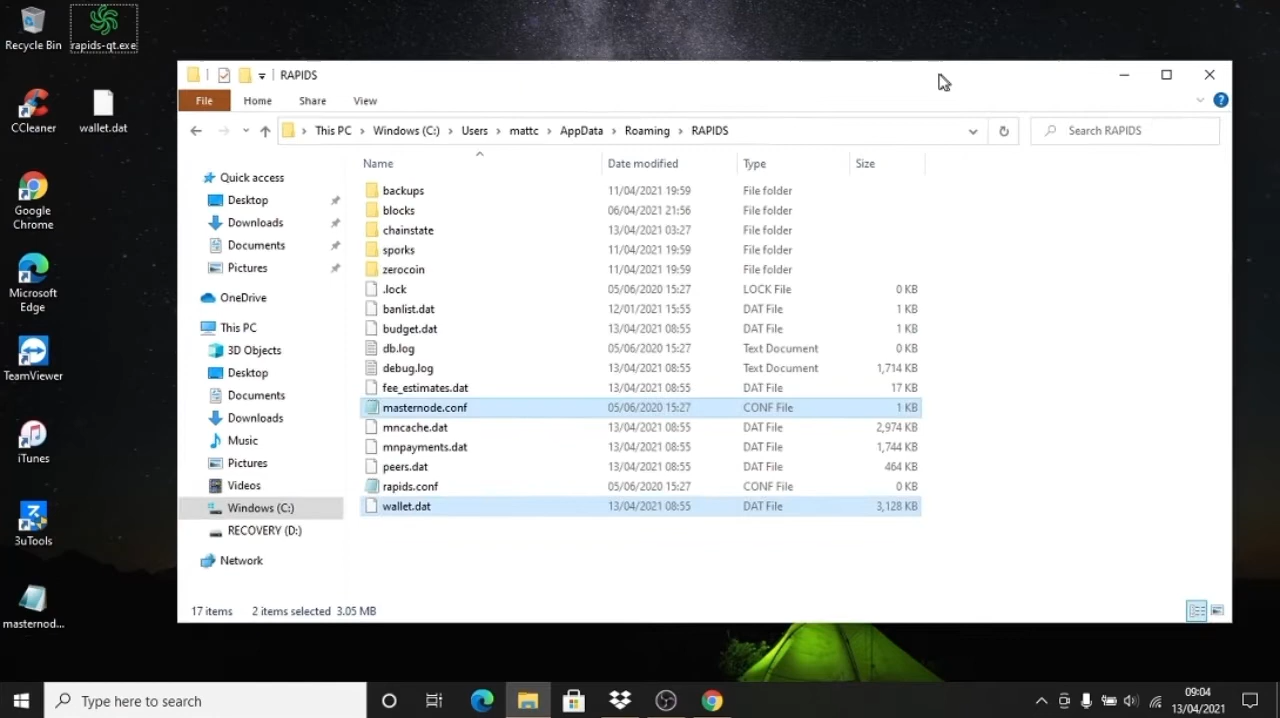 Recycle Bin
rapids-qt.exe
CCleaner
wallet.dat
Google
Chrome
Microsoft
Edge
TeamViewer
iTunes
3uTools
masternod...
RAPIDS
File Home Share View
This PC > Windows (C:) > Users > mattc > AppData > Roaming > RAPIDS
Search RAPIDS
Quick access
Desktop
Downloads
Documents
Pictures
OneDrive
This PC
3D Objects
Desktop
Documents
Downloads
Music
Pictures
Videos
Windows (C:)
RECOVERY (D:)
Network
Name Date modified Type Size
backups 11/04/2021 19:59 File folder
blocks 06/04/2021 21:56 File folder
chainstate 13/04/2021 03:27 File folder
sporks 11/04/2021 19:59 File folder
zerocoin 11/04/2021 19:59 File folder
.lock 05/06/2020 15:27 LOCK File 0 KB
banlist.dat 12/01/2021 15:55 DAT File 1 KB
budget.dat 13/04/2021 08:55 DAT File 1 KB
db.log 05/06/2020 15:27 Text Document 0 KB
debug.log 13/04/2021 08:55 Text Document 1,714 KB
fee_estimates.dat 13/04/2021 08:55 DAT File 17 KB
masternode.conf 05/06/2020 15:27 CONF File 1 KB
mncache.dat 13/04/2021 08:55 DAT File 2,974 KB
mnpayments.dat 13/04/2021 08:55 DAT File 1,744 KB
peers.dat 13/04/2021 08:55 DAT File 464 KB
rapids.conf 05/06/2020 15:27 CONF File 0 KB
wallet.dat 13/04/2021 08:55 DAT File 3,128 KB
17 items 2 items selected 3.05 MB
Type here to search
09:04
13/04/2021